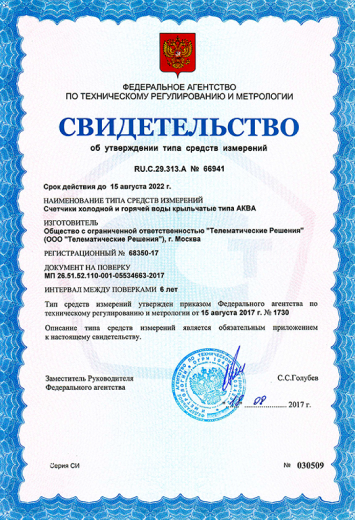 ФЕДЕРАЛЬНОЕ АГЕНТСТВО
ПО ТЕХНИЧЕСКОМУ РЕГУЛИРОВАНИЮ И МЕТРОЛОГИИ
СВИДЕТЕЛЬСТВО
об утверждении типа средств измерений
RU.C.29.313.A № 66941
Срок действия до 15 августа 2022 г.
НАИМЕНОВАНИЕ ТИПА СРЕДСТВ ИЗМЕРЕНИЙ
Счетчики холодной и горячей воды крыльчатые типа АКВА
ИЗГОТОВИТЕЛЬ
Общество с ограниченной ответственностью "Телематические Решения"
(ООО "Телематические Решения"), г. Москва
РЕГИСТРАЦИОННЫЙ № 68350-17
ДОКУМЕНТ НА ПОВЕРКУ
МП 26.51.52.110-001-05534663-2017
ИНТЕРВАЛ МЕЖДУ ПОВЕРКАМИ 6 лет
Тип средств измерений утвержден приказом Федерального агентства по
техническому регулированию и метрологии от 15 августа 2017 г. № 1730
Описание типа средств измерений является обязательным приложением
к настоящему свидетельству.
Заместитель Руководителя С.С.Голубев
Федерального агентства
08 2017 г.
Серия СИ № 030509